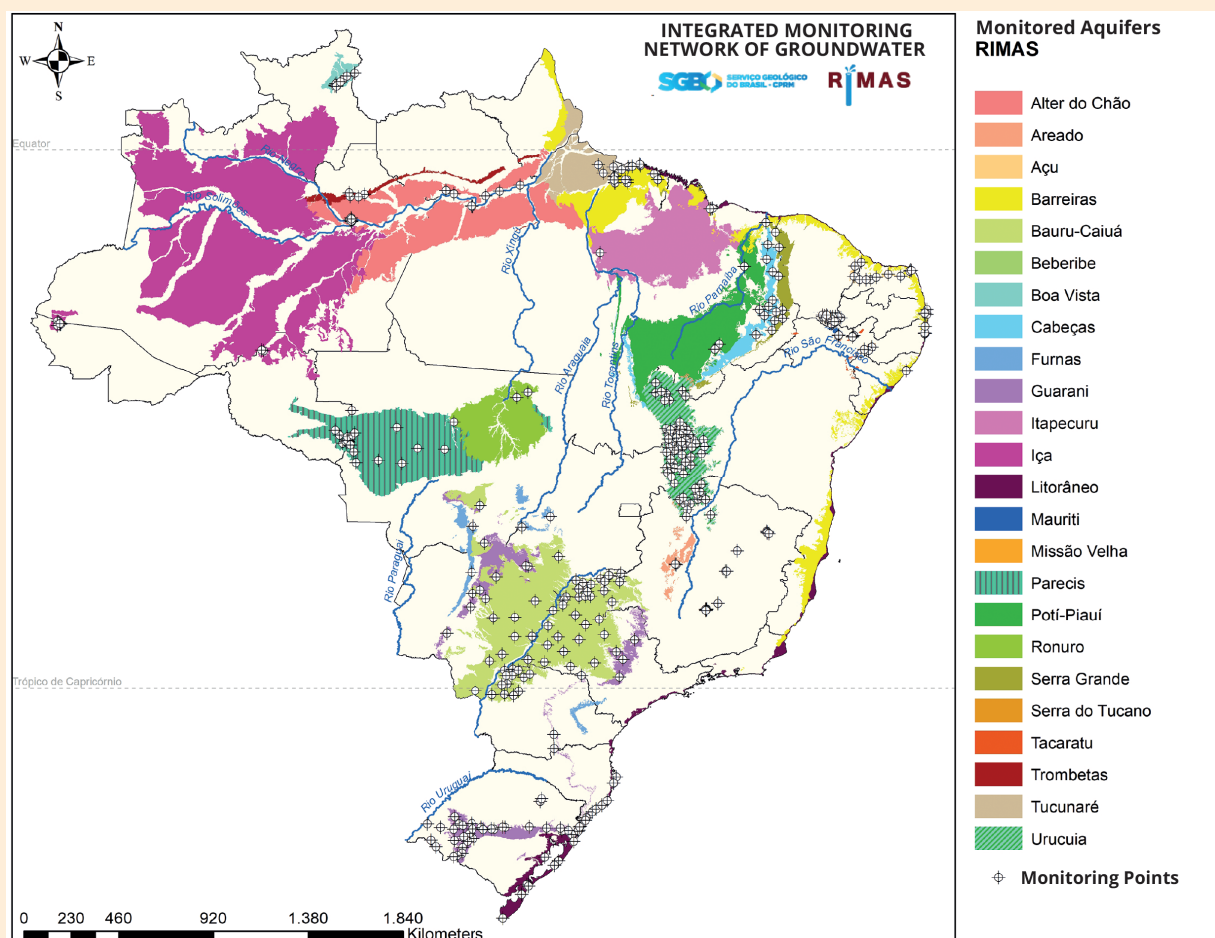 INTEGRATED MONITORING
NETWORK OF GROUNDWATER
SGB
SERVIÇO GEOLÓGICO
DO BRASIL - CPRM
RIMAS
N
W
E
S
Equator
Rio Negro
Rio Solimões
Rio Xingu
Rio Araguaia
Rio Tocantins
Rio Parnaíba
Rio São Francisco
Rio Paraguai
Trópico de Capricórnio
Rio Uruguai
0 230 460 920 1.380 1.840
Kilometers
Monitored Aquifers
RIMAS
Alter do Chão
Areado
Açu
Barreiras
Bauru-Caiuá
Beberibe
Boa Vista
Cabeças
Furnas
Guarani
Itapecuru
Iça
Litorâneo
Mauriti
Missão Velha
Parecis
Potí-Piauí
Ronuro
Serra Grande
Serra do Tucano
Tacaratu
Trombetas
Tucunaré
Urucuia
Monitoring Points